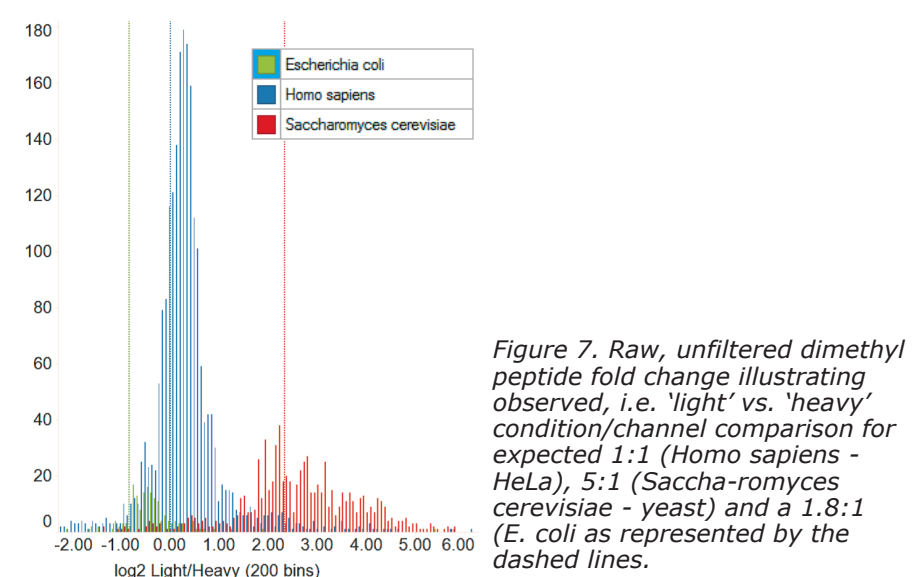 180
160
140
120
100
80
60
40
20
0
Escherichia coli
Homo sapiens
Saccharomyces cerevisiae
-2.00 -1.00 0.00 1.00 2.00 3.00 4.00 5.00 6.00
log2 Light/Heavy (200 bins)
Figure 7. Raw, unfiltered dimethyl
peptide fold change illustrating
observed, i.e. ‘light’ vs. ‘heavy’
condition/channel comparison for
expected 1:1 (Homo sapiens -
HeLa), 5:1 (Saccha-romyces
cerevisiae - yeast) and a 1.8:1
(E. coli as represented by the
dashed lines.